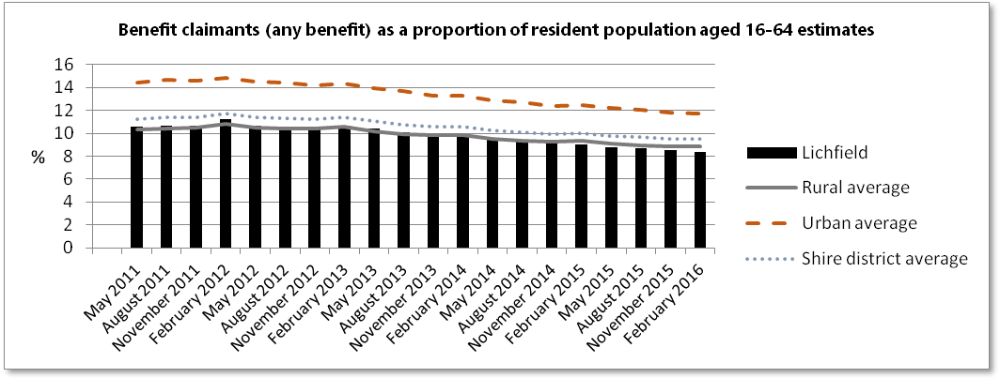 Benefit claimants (any benefit) as a proportion of resident population aged 16-64 estimates
16
14
12
10
8
6
4
2
0
%
May 2011
August 2011
November 2011
February 2012
May 2012
August 2012
November 2012
February 2013
May 2013
August 2013
November 2013
February 2014
May 2014
August 2014
November 2014
February 2015
May 2015
August 2015
November 2015
February 2016
Lichfield
Rural average
Urban average
Shire district average